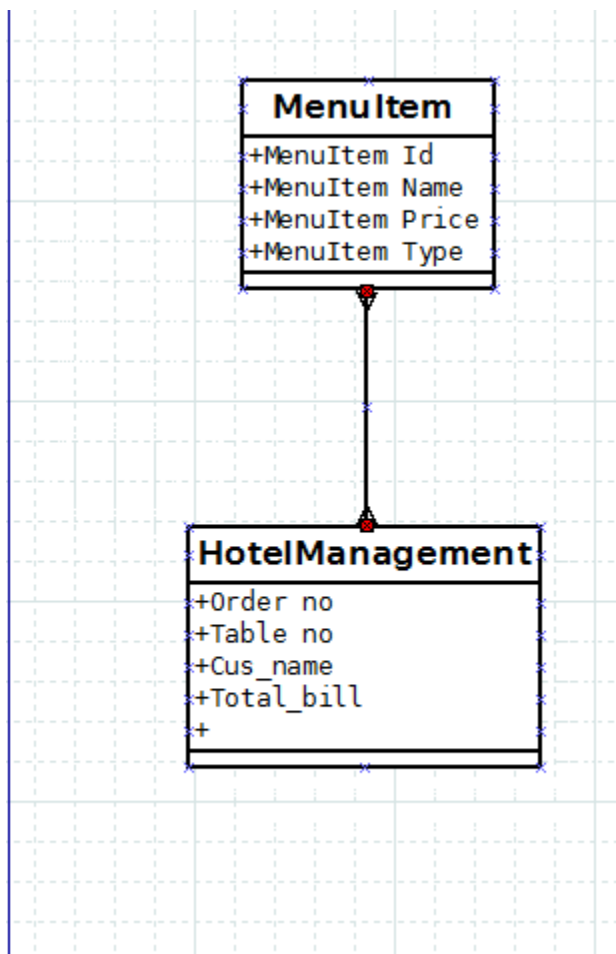 MenuItem
+MenuItem Id
+MenuItem Name
+MenuItem Price
+MenuItem Type
HotelManagement
+Order no
+Table no
+Cus_name
+Total_bill
+